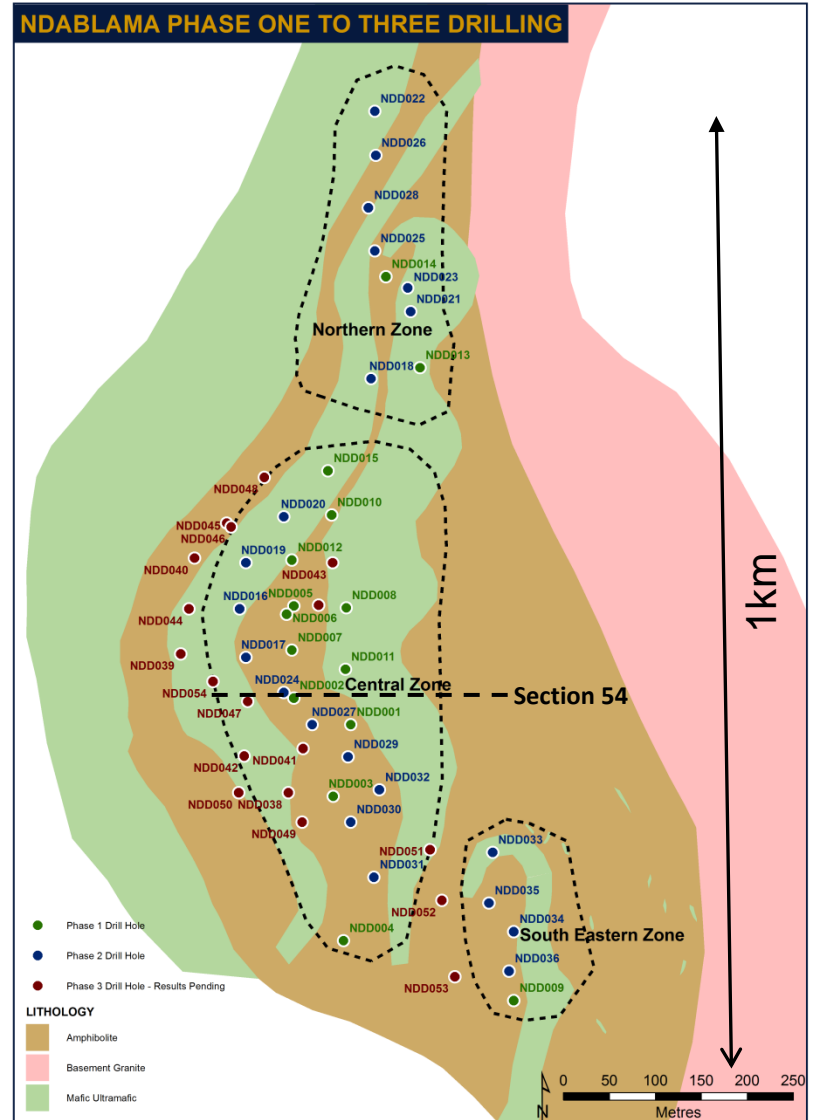 NDABLAMA PHASE ONE TO THREE DRILLING
NDD022
NDD026
NDD028
NDD025
NDD014
NDD023
NDD021
Northern Zone
NDD013
NDD018
NDD015
NDD048
NDD020
NDD010
NDD045
NDD046
NDD019
NDD012
NDD040
NDD043
NDD016
NDD005
NDD008
NDD044
NDD006
NDD007
NDD017
NDD011
NDD039
NDD054
NDD024
NDD002
Central Zone
Section 54
NDD047
NDD027
NDD001
NDD029
NDD041
NDD042
NDD003
NDD032
NDD050
NDD038
NDD030
NDD049
NDD051
NDD031
NDD033
NDD035
NDD052
NDD034
NDD004
South Eastern Zone
NDD036
NDD053
NDD009
1km
Phase 1 Drill Hole
Phase 2 Drill Hole
Phase 3 Drill Hole - Results Pending
LITHOLOGY
Amphibolite
Basement Granite
Mafic Ultramafic
N
0 50 100 150 200 250
Metres